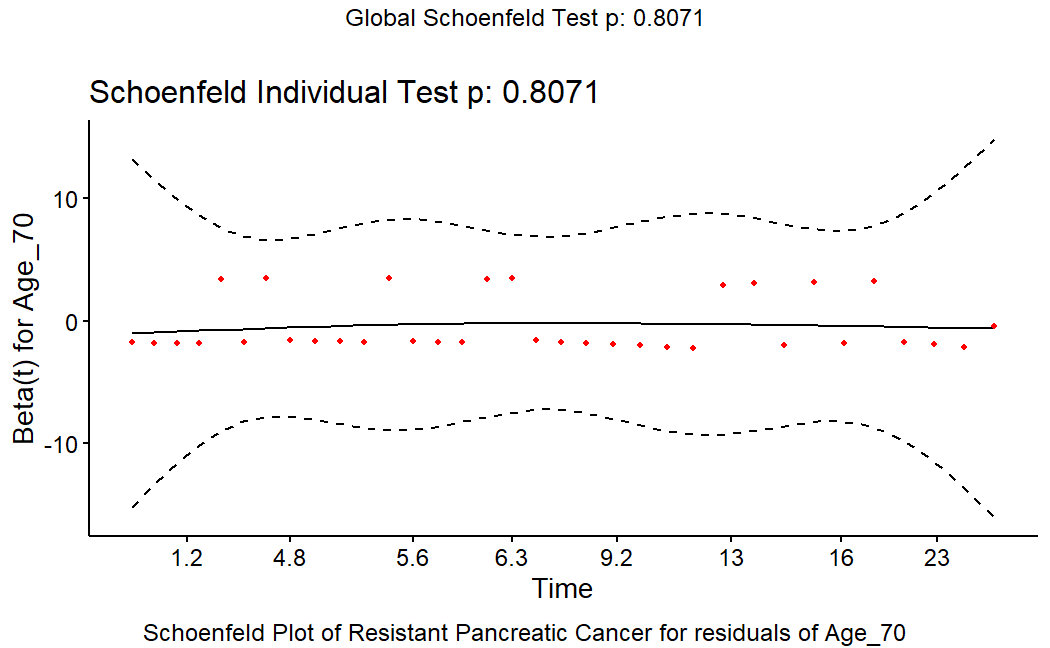 Global Schoenfeld Test p: 0.8071
Schoenfeld Individual Test p: 0.8071
Beta(t) for Age_70
10
0
-10
1.2 4.8 5.6 6.3 9.2 13 16 23
Time
Schoenfeld Plot of Resistant Pancreatic Cancer for residuals of Age_70